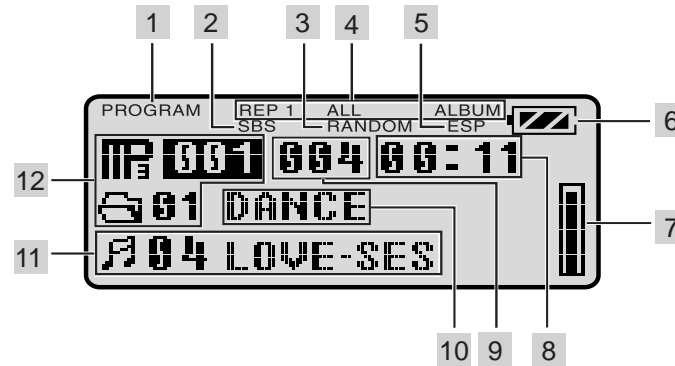 1 2 3 4 5
PROGRAM REP 1 ALL ALBUM
SBS RANDOM ESP
6
MP3 001 004 00:11
12
01 DANCE
7
11 04 LOVE-SES
10 9 8